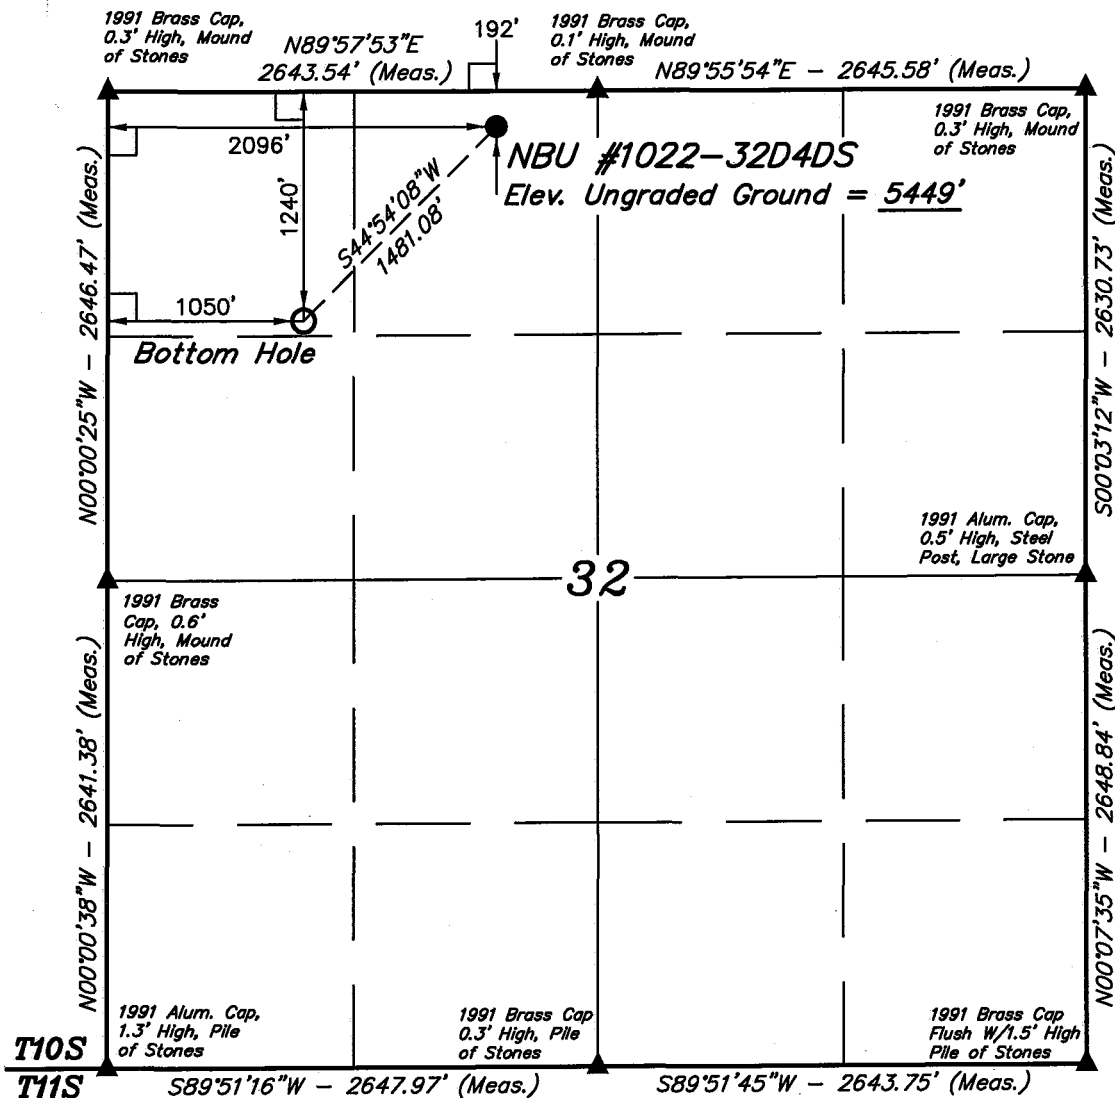 1991 Brass Cap,
0.3' High, Mound
of Stones
N89°57'53"E
2643.54' (Meas.)
192'
1991 Brass Cap,
0.1' High, Mound
of Stones
N89°55'54"E – 2645.58' (Meas.)
1991 Brass Cap,
0.3' High, Mound
of Stones
2096'
NBU #1022–32D4DS
Elev. Ungraded Ground = 5449'
1240'
S44°54'08"W
1481.08'
1050'
Bottom Hole
N00°00'25"W – 2646.47' (Meas.)
S00°03'12"W – 2630.73' (Meas.)
1991 Alum. Cap,
0.5' High, Steel
Post, Large Stone
32
1991 Brass
Cap, 0.6'
High, Mound
of Stones
N00°00'38"W – 2641.38' (Meas.)
N00°07'35"W – 2648.84' (Meas.)
1991 Alum. Cap,
1.3' High, Pile
of Stones
1991 Brass Cap
0.3' High, Pile
of Stones
1991 Brass Cap
Flush W/1.5' High
Pile of Stones
T10S
T11S
S89°51'16"W – 2647.97' (Meas.)
S89°51'45"W – 2643.75' (Meas.)